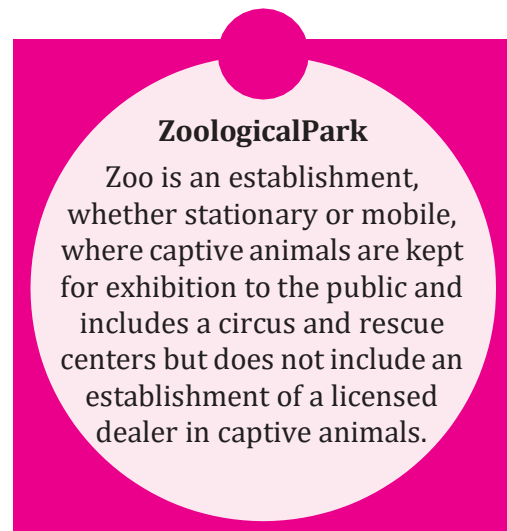 ZoologicalPark
Zoo is an establishment,
whether stationary or mobile,
where captive animals are kept
for exhibition to the public and
includes a circus and rescue
centers but does not include an
establishment of a licensed
dealer in captive animals.